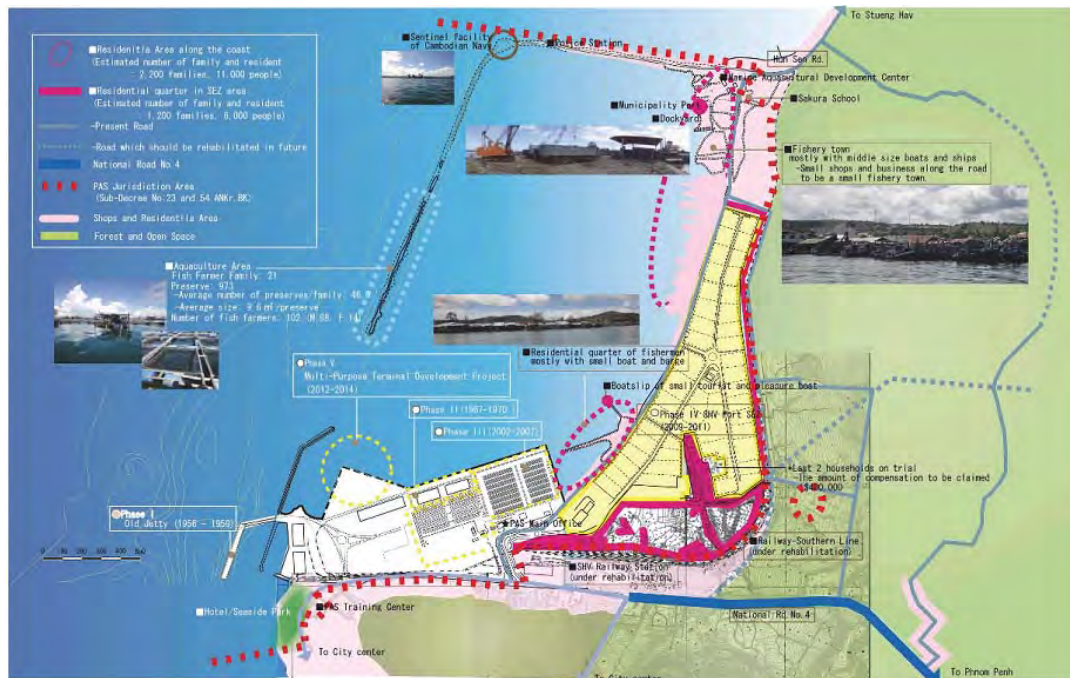 ■Residenitla Area along the coast
(Estimated number of family and resident
= 2,200 families, 11,000 people)
■Residential quarter in SEZ area
(Estimated number of family and resident
1,200 families, 6,000 people)
-Present Road
-Road which should be rehabilitated in future
National Road No.4
PAS Jurisdiction Area
(Sub-Decree No.23 and 54 ANKr.BK)
Shops and Residentila Area
Forest and Open Space
To Stueng Hav
■Sentinel facility
of Cambodian Navy
■Police Station
Hun Sen Rd.
■Marine Aquacultural Development Center
■Sakura School
■Municipality Park
■Dockyard
■Fishery town
mostly with middle size boats and ships
-Small shops and business along the road
to be a small fishery town.
■Aquaculture Area
Fish Farmer Family: 21
Preserve: 973
-Average number of preserves/family: 46.
-Average size: 9.6㎡/preserve
Number of fish farmers: 102
■Residential quarter of fishermen
mostly with small boat and barge
○Phase V
Multi-Purpose Terminal Development Project
(2012-2014)
■Boatslip of small tourist and pleasure boat
○Phase II(1967-1970)
○Phase III(2002-2007)
○Phase IV SHV Port SEZ
(2009-2011)
Last 2 households on trial
-The amount of compensation to be claimed
○Phase I
Old Jetty (1956 - 1959)
★PAS Main Office
■Railway-Southern Line
(under rehabilitation)
■SHV Railway Station
(under rehabilitation)
■Hotel/Seaside Park
■PAS Training Center
National Rd.No.4
To City center
To City center
To Phnom Penh